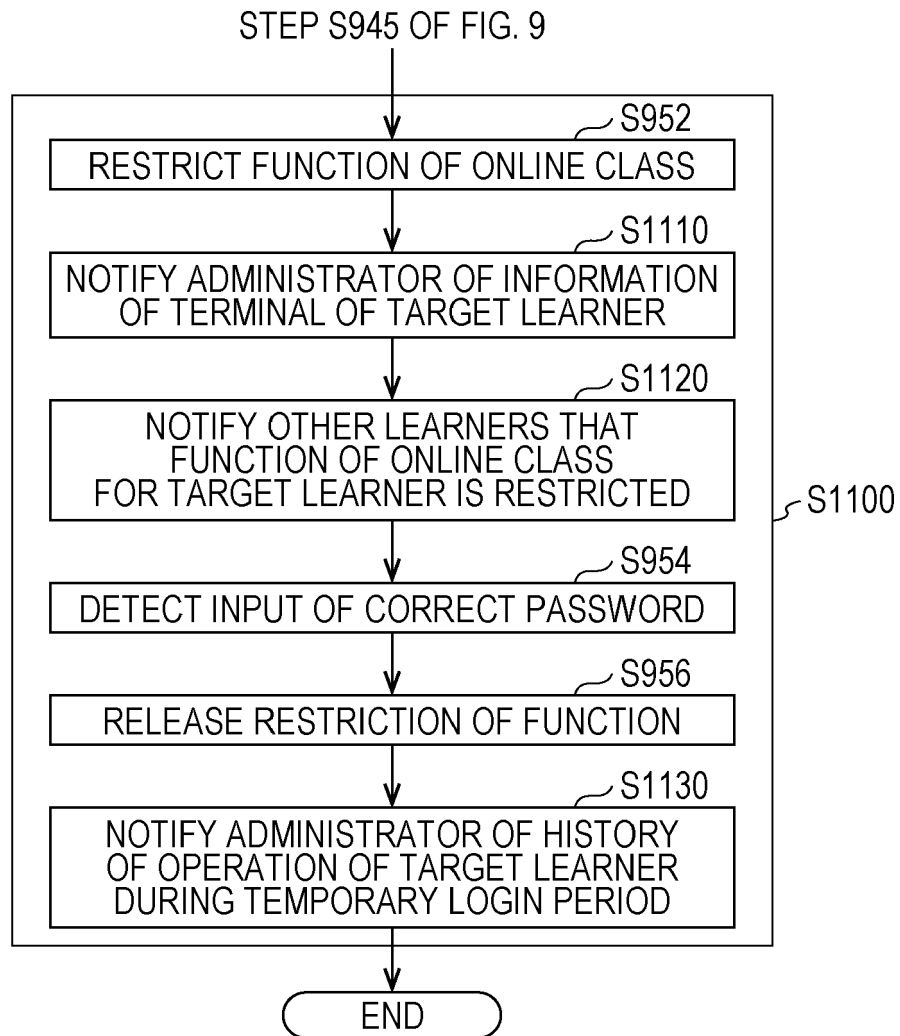 STEP S945 OF FIG. 9
S952
RESTRICT FUNCTION OF ONLINE CLASS
S1110
NOTIFY ADMINISTRATOR OF INFORMATION
OF TERMINAL OF TARGET LEARNER
S1120
NOTIFY OTHER LEARNERS THAT
FUNCTION OF ONLINE CLASS
FOR TARGET LEARNER IS RESTRICTED
S1100
S954
DETECT INPUT OF CORRECT PASSWORD
S956
RELEASE RESTRICTION OF FUNCTION
S1130
NOTIFY ADMINISTRATOR OF HISTORY
OF OPERATION OF TARGET LEARNER
DURING TEMPORARY LOGIN PERIOD
END